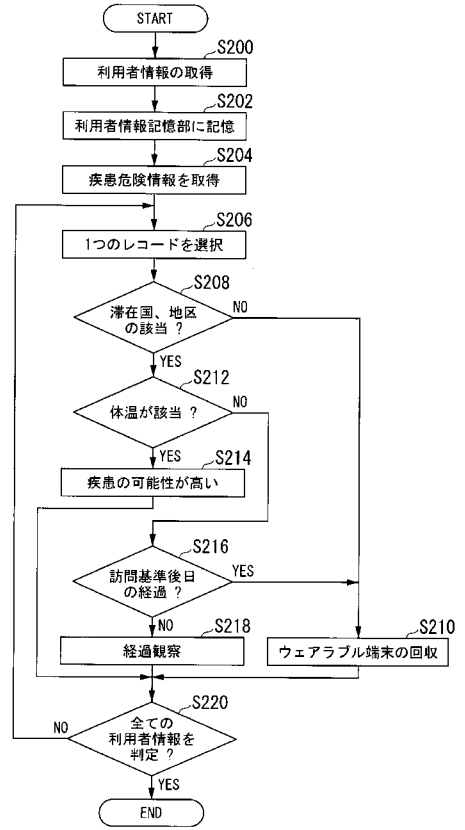 START
S200
利用者情報の取得
S202
利用者情報記憶部に記憶
S204
疾患危険情報を取得
S206
1つのレコードを選択
S208
滞在国、地区
の該当 ?
NO
YES
S212
体温が該当 ?
NO
YES
S214
疾患の可能性が高い
S216
訪問基準後日
の経過 ?
YES
NO
S218
経過観察
S210
ウェアラブル端末の回収
S220
全ての
利用者情報を
判定 ?
NO
YES
END